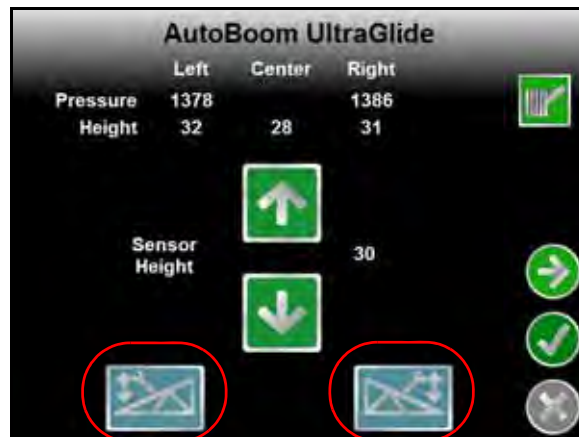 AutoBoom UltraGlide
Left Center Right
Pressure 1378 1386
Height 32 28 31
Sensor
Height 30